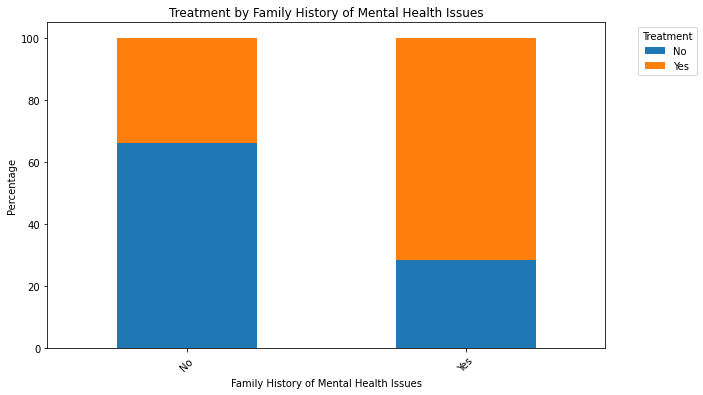 Treatment by Family History of Mental Health Issues
Treatment
No
Yes
Percentage
100
80
60
40
20
0
No
Yes
Family History of Mental Health Issues